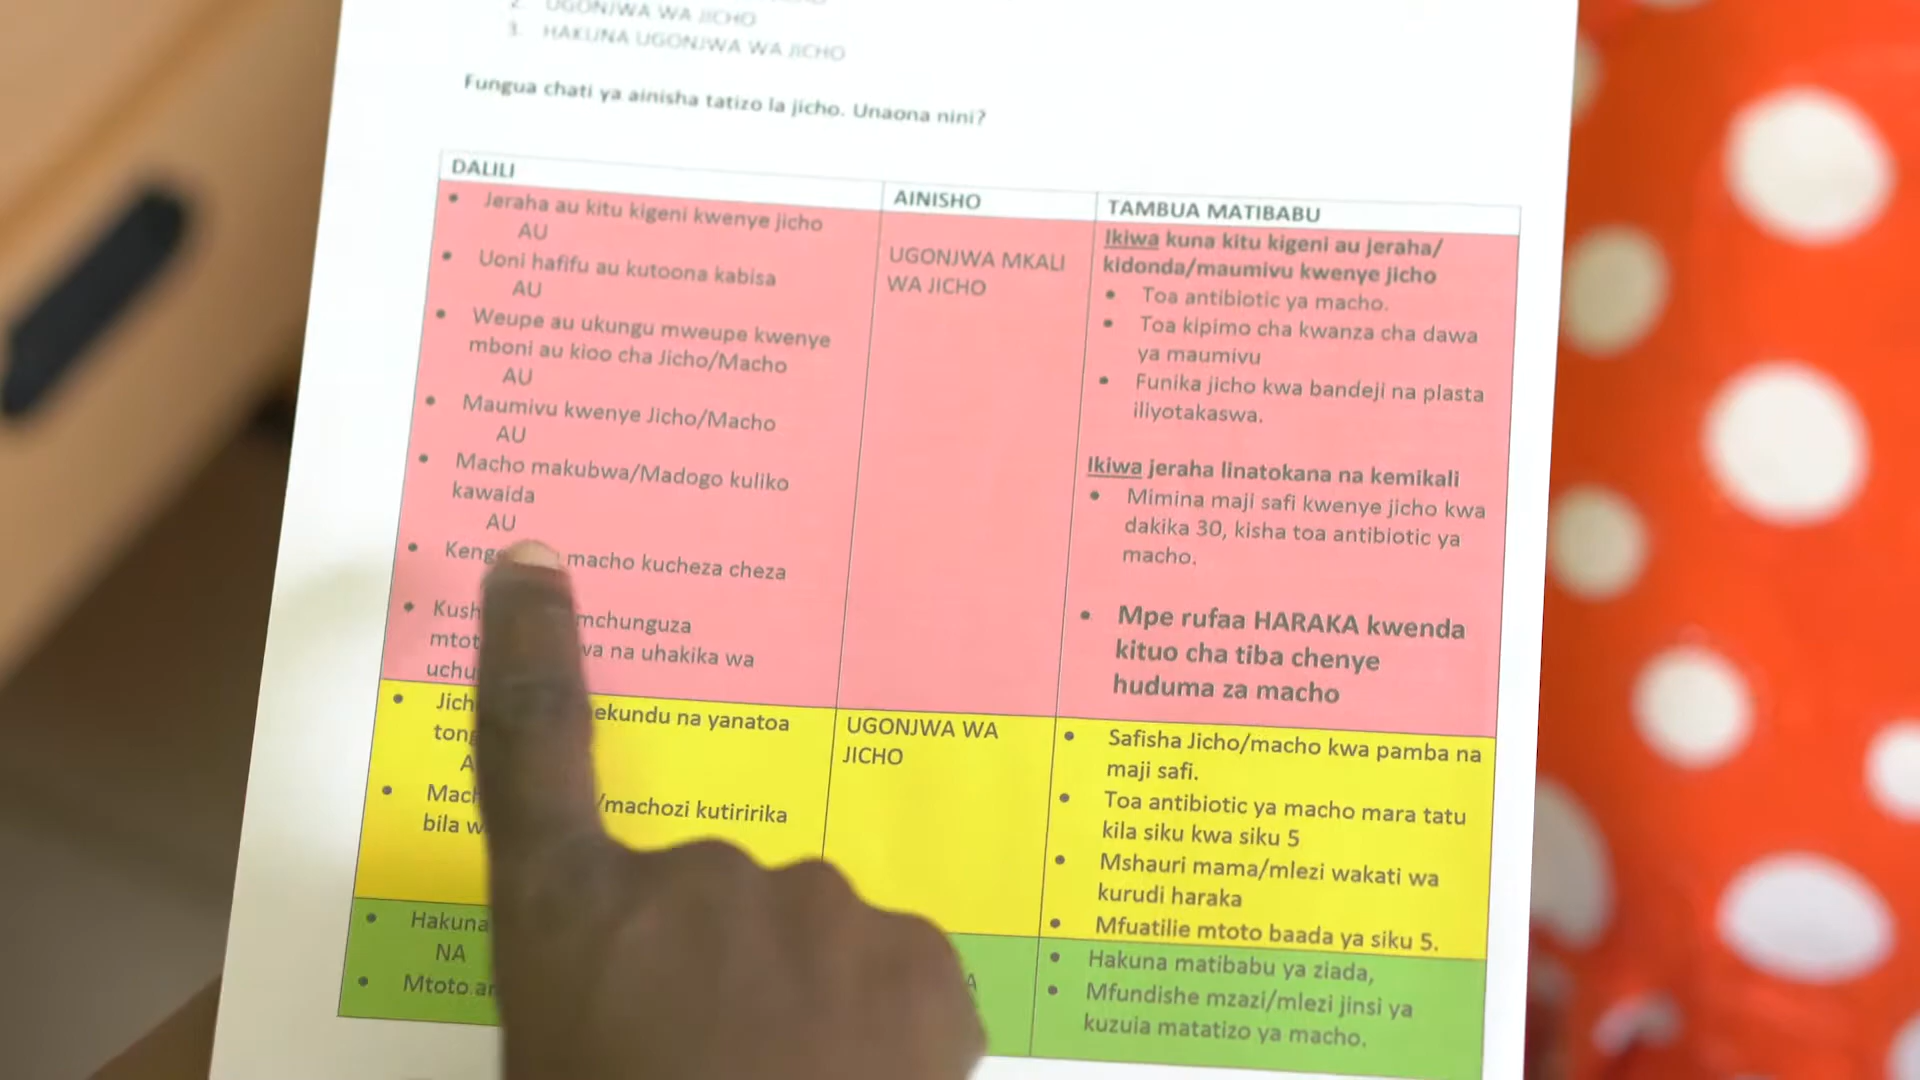 2. UGONJWA WA JICHO
3. HAKUNA UGONJWA WA JICHO
Fungua chati ya ainisha tatizo la jicho. Unaona nini?
DALILI
• Jeraha au kitu kigeni kwenye jicho
AU
• Uoni hafifu au kutoona kabisa
AU
• Weupe au ukungu mweupe kwenye
mboni au kioo cha Jicho/Macho
AU
• Maumivu kwenye Jicho/Macho
AU
• Macho makubwa/Madogo kuliko
kawaida
AU
• macho kucheza cheza
• mchunguza
na uhakika wa
• na yanatoa
• /machozi kutiririka
bila
• Hakuna
NA
•
AINISHO
UGONJWA MKALI
WA JICHO
UGONJWA WA
JICHO
TAMBUA MATIBABU
Ikiwa kuna kitu kigeni au jeraha/
kidonda/maumivu kwenye jicho
• Toa antibiotic ya macho.
• Toa kipimo cha kwanza cha dawa
ya maumivu
• Funika jicho kwa bandeji na plasta
iliyotakaswa.
Ikiwa jeraha linatokana na kemikali
• Mimina maji safi kwenye jicho kwa
dakika 30, kisha toa antibiotic ya
macho.
• Mpe rufaa HARAKA kwenda
kituo cha tiba chenye
huduma za macho
• Safisha Jicho/macho kwa pamba na
maji safi.
• Toa antibiotic ya macho mara tatu
kila siku kwa siku 5
• Mshauri mama/mlezi wakati wa
kurudi haraka
• Mfuatilie mtoto baada ya siku 5.
• Hakuna matibabu ya ziada,
• Mfundishe mzazi/mlezi jinsi ya
kuzuia matatizo ya macho.